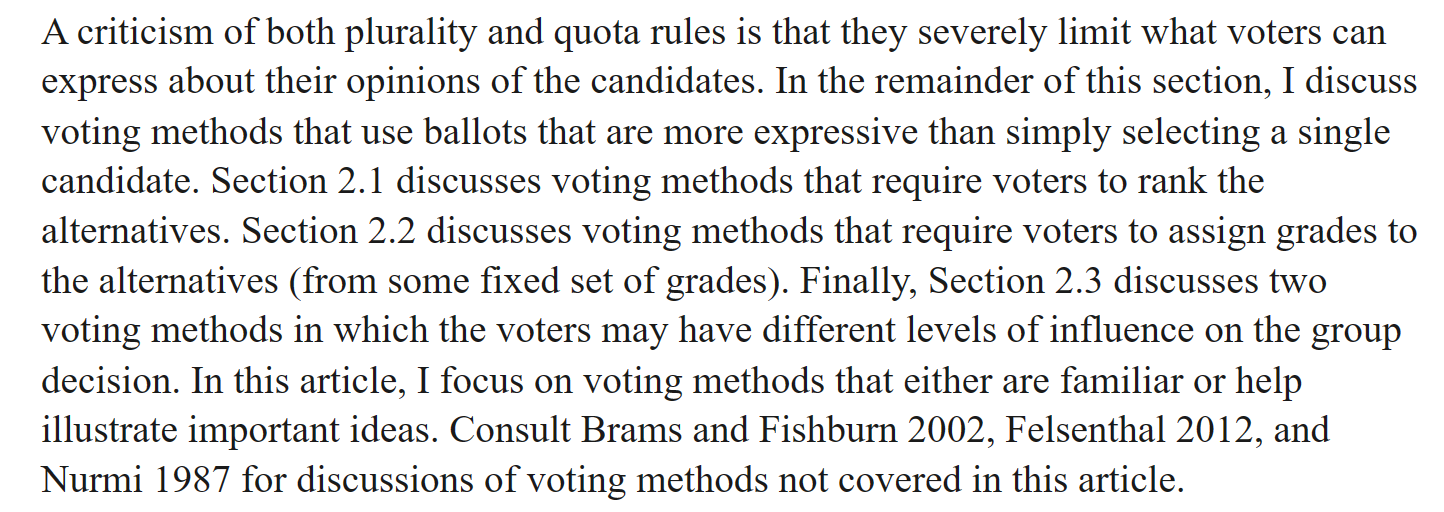 A criticism of both plurality and quota rules is that they severely limit what voters can
express about their opinions of the candidates. In the remainder of this section, I discuss
voting methods that use ballots that are more expressive than simply selecting a single
candidate. Section 2.1 discusses voting methods that require voters to rank the
alternatives. Section 2.2 discusses voting methods that require voters to assign grades to
the alternatives (from some fixed set of grades). Finally, Section 2.3 discusses two
voting methods in which the voters may have different levels of influence on the group
decision. In this article, I focus on voting methods that either are familiar or help
illustrate important ideas. Consult Brams and Fishburn 2002, Felsenthal 2012, and
Nurmi 1987 for discussions of voting methods not covered in this article.